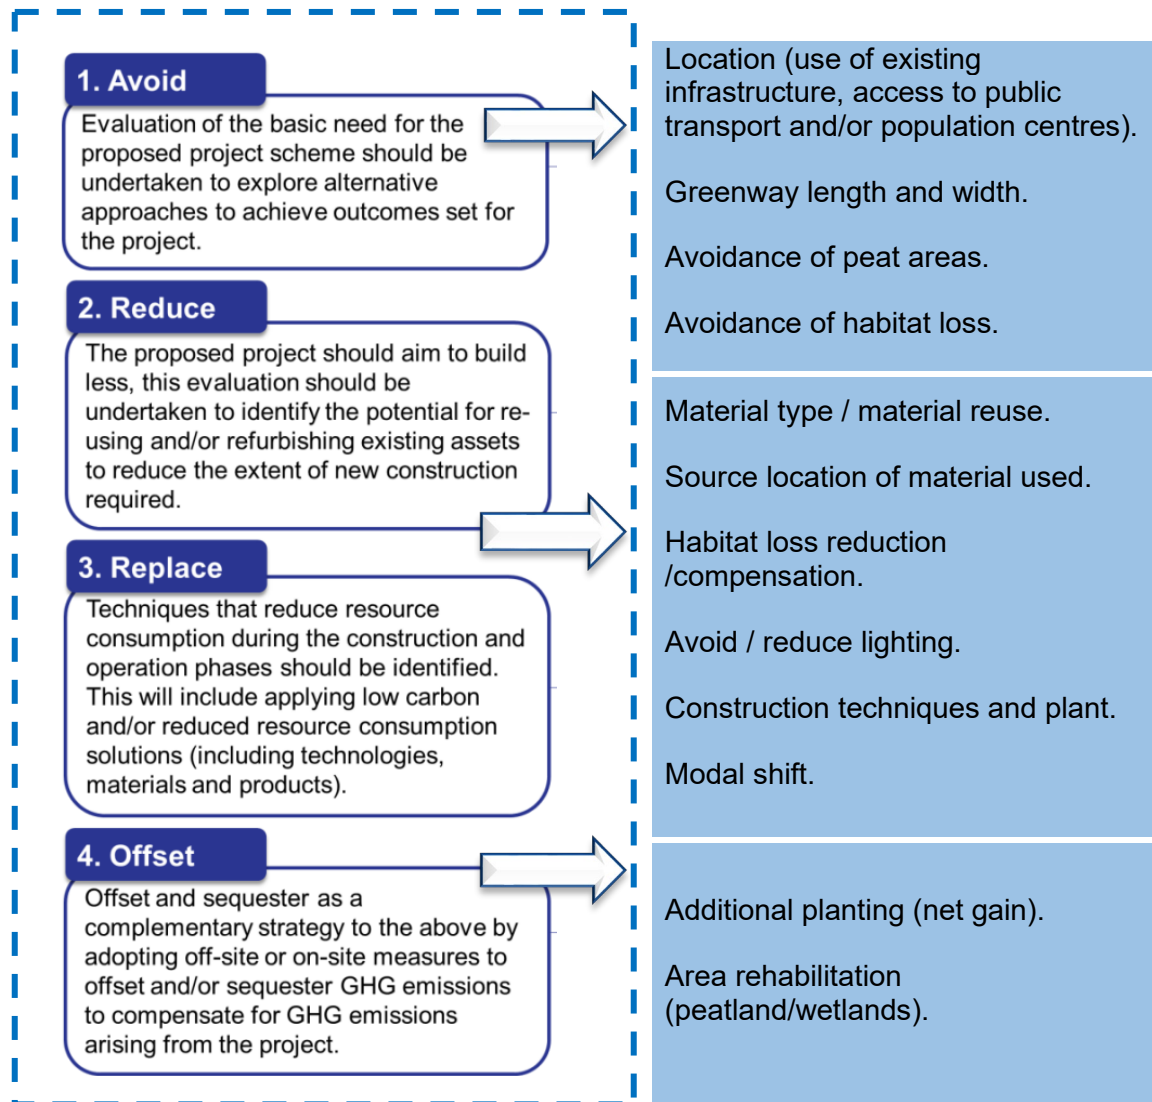 1. Avoid
Evaluation of the basic need for the
proposed project scheme should be
undertaken to explore alternative
approaches to achieve outcomes set for
the project.
Location (use of existing
infrastructure, access to public
transport and/or population centres).
Greenway length and width.
Avoidance of peat areas.
Avoidance of habitat loss.
2. Reduce
The proposed project should aim to build
less, this evaluation should be
undertaken to identify the potential for re-
using and/or refurbishing existing assets
to reduce the extent of new construction
required.
3. Replace
Techniques that reduce resource
consumption during the construction and
operation phases should be identified.
This will include applying low carbon
and/or reduced resource consumption
solutions (including technologies,
materials and products).
Material type / material reuse.
Source location of material used.
Habitat loss reduction
/compensation.
Avoid / reduce lighting.
Construction techniques and plant.
Modal shift.
4. Offset
Offset and sequester as a
complementary strategy to the above by
adopting off-site or on-site measures to
offset and/or sequester GHG emissions
to compensate for GHG emissions
arising from the project.
Additional planting (net gain).
Area rehabilitation
(peatland/wetlands).